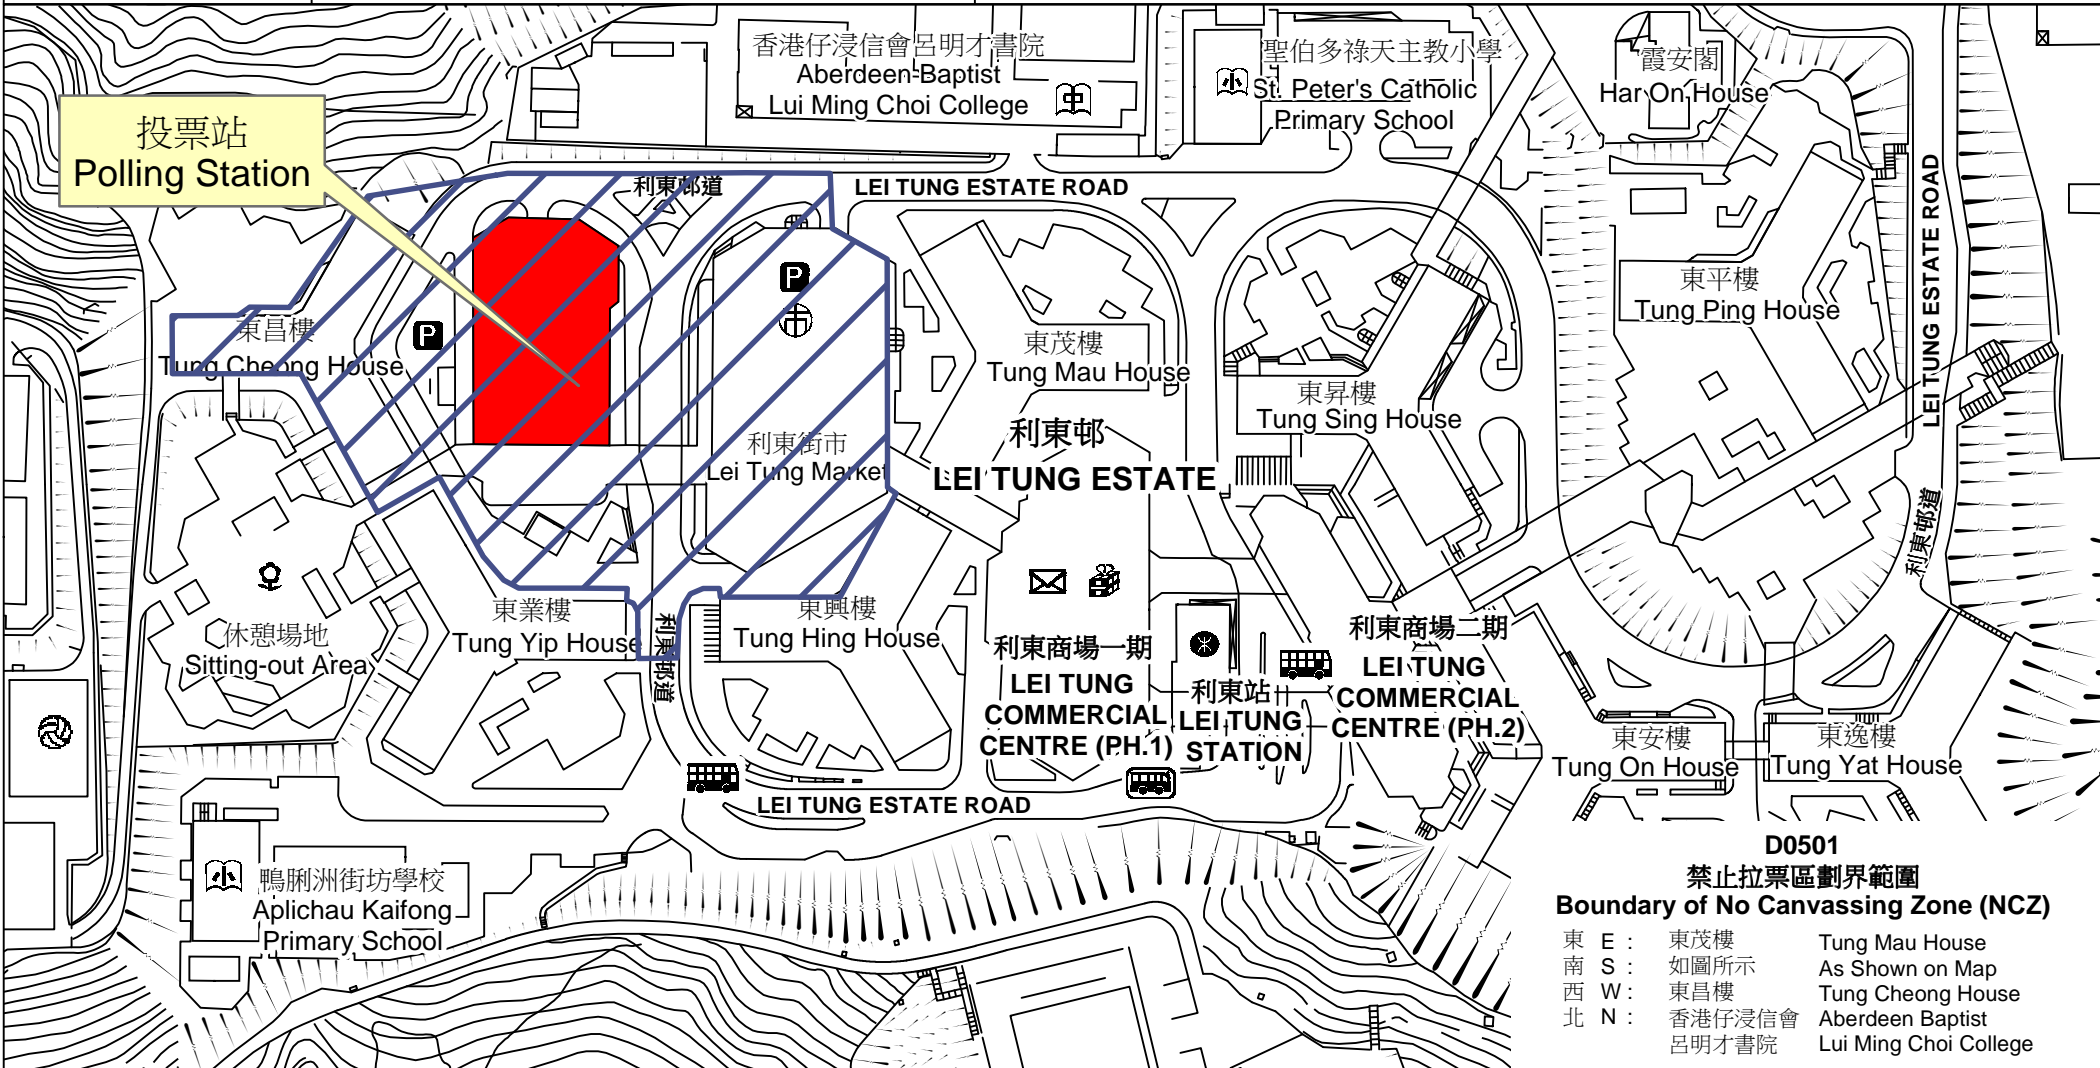 香港仔浸信會呂明才書院
Aberdeen Baptist
Lui Ming Choi College
中
聖伯多祿天主教小學
小
St. Peter's Catholic
Primary School
霞安閣
Har On House
投票站
Polling Station
利東邨道
LEI TUNG ESTATE ROAD
LEI TUNG ESTATE ROAD
利東邨道
P
市
P
東昌樓
Tung Cheong House
利東街市
Lei Tung Market
東茂樓
Tung Mau House
利東邨
LEI TUNG ESTATE
東昇樓
Tung Sing House
東平樓
Tung Ping House
休憩場地
Sitting-out Area
東業樓
Tung Yip House
利東邨道
東興樓
Tung Hing House
利東商場一期
LEI TUNG
COMMERCIAL
CENTRE (PH.1)
利東站
LEI TUNG
STATION
利東商場二期
LEI TUNG
COMMERCIAL
CENTRE (PH.2)
東安樓
Tung On House
東逸樓
Tung Yat House
LEI TUNG ESTATE ROAD
小
鴨脷洲街坊學校
Aplichau Kaifong
Primary School
D0501
禁止拉票區劃界範圍
Boundary of No Canvassing Zone (NCZ)
東 E : 東茂樓 Tung Mau House
南 S : 如圖所示 As Shown on Map
西 W : 東昌樓 Tung Cheong House
北 N : 香港仔浸信會 Aberdeen Baptist
呂明才書院 Lui Ming Choi College